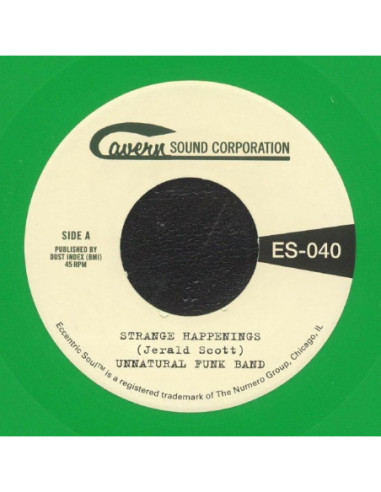 Cavern SOUND CORPORATION
SIDE A
PUBLISHED BY
DUST INDEX (BMI)
45 RPM
ES-040
STRANGE HAPPENINGS
(Jerald Scott)
UNNATURAL FUNK BAND
Eccentric Soul™ is a registered trademark of The Numero Group, Chicago, IL